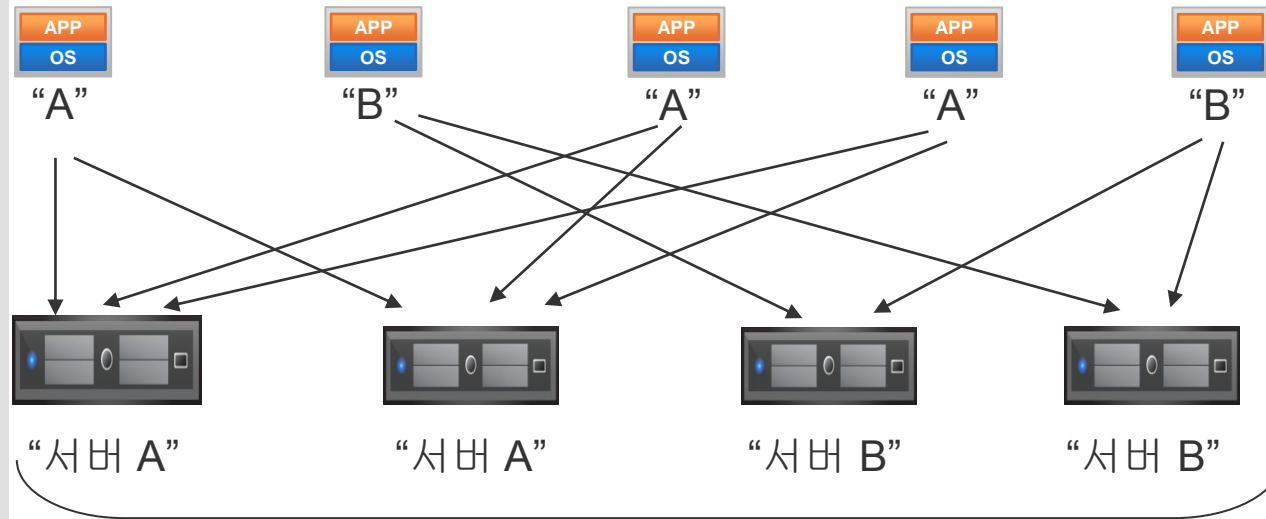 APP APP APP APP APP
OS OS OS OS OS
“A” “B” “A” “A” “B”
“서버 A” “서버 A” “서버 B” “서버 B”